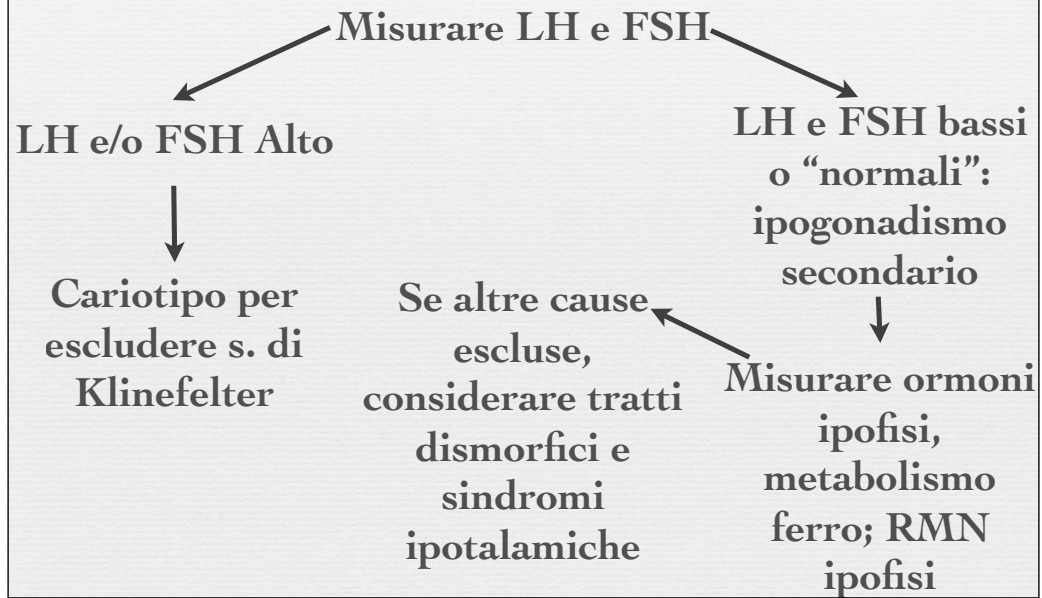 Misurare LH e FSH
LH e/o FSH Alto
Cariotipo per
escludere s. di
Klinefelter
LH e FSH bassi
o “normali”:
ipogonadismo
secondario
Misurare ormoni
ipofisi,
metabolismo
ferro; RMN
ipofisi
Se altre cause
escluse,
considerare tratti
dismorfici e
sindromi
ipotalamiche